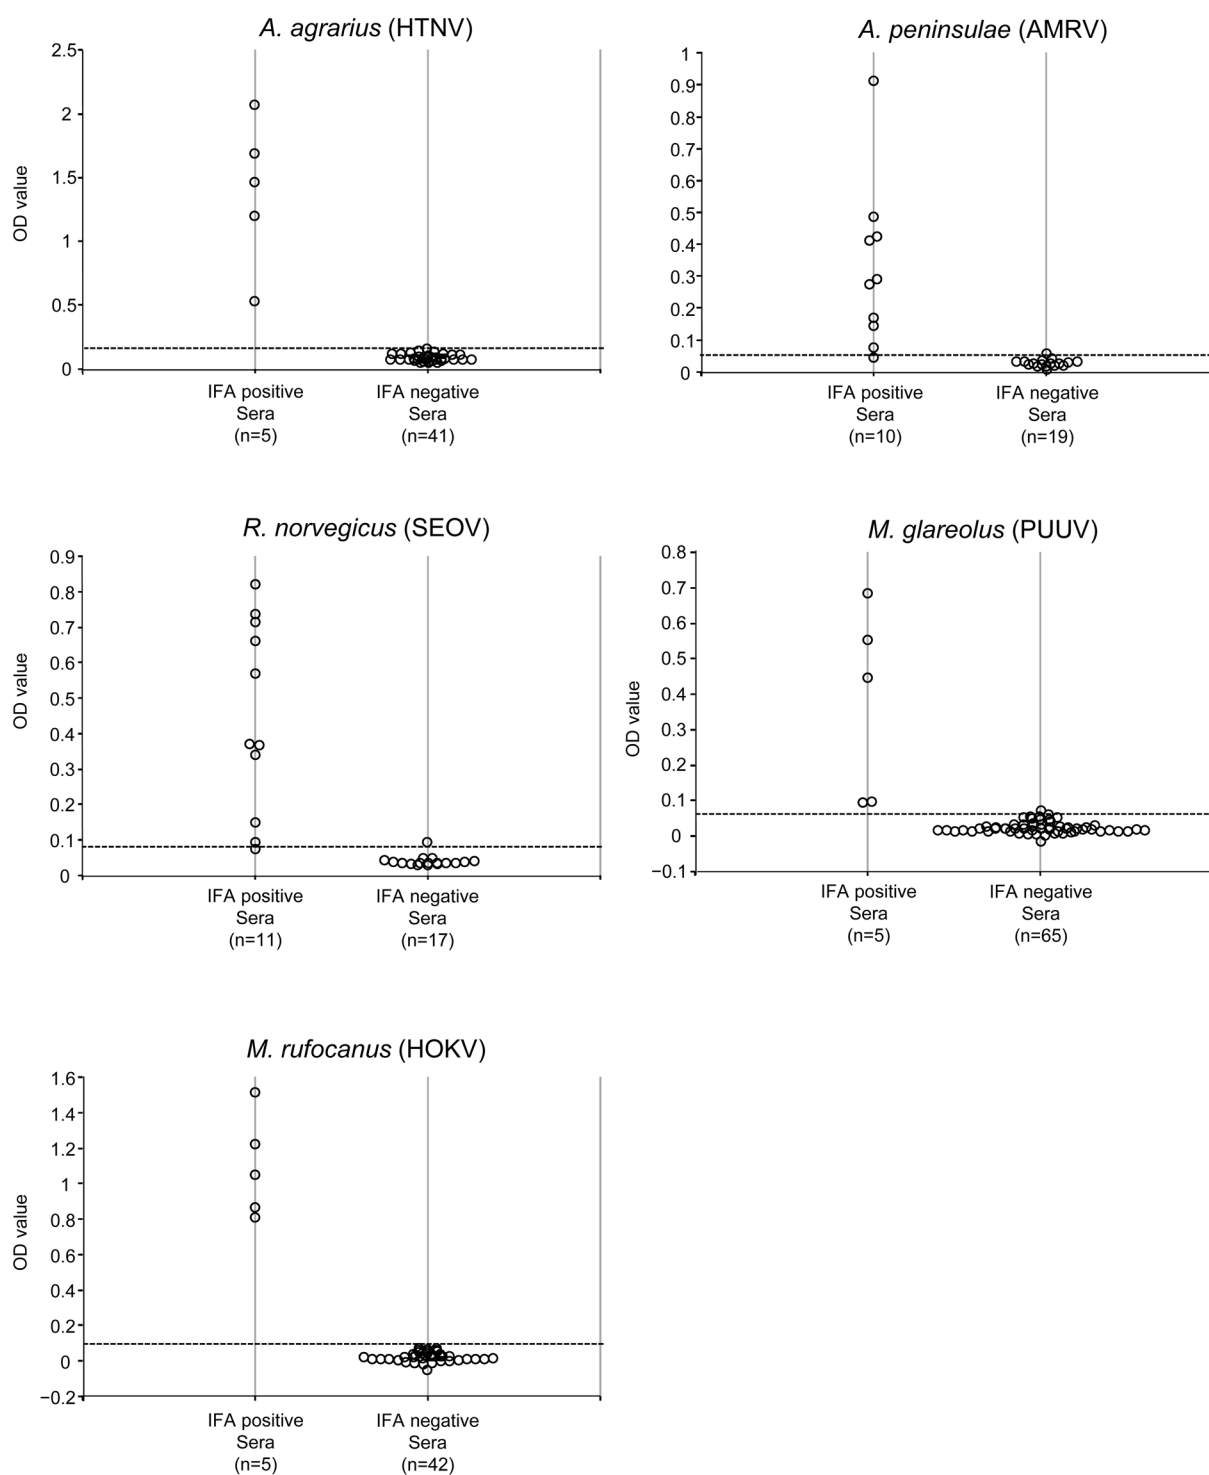 A. agrarius (HTNV)
2.5
2
1.5
1
0.5
0
OD value
IFA positive
Sera
(n=5)
IFA negative
Sera
(n=41)
A. peninsulae (AMRV)
1
0.9
0.8
0.7
0.6
0.5
0.4
0.3
0.2
0.1
0
IFA positive
Sera
(n=10)
IFA negative
Sera
(n=19)
R. norvegicus (SEOV)
0.9
0.8
0.7
0.6
0.5
0.4
0.3
0.2
0.1
0
OD value
IFA positive
Sera
(n=11)
IFA negative
Sera
(n=17)
M. glareolus (PUUV)
0.8
0.7
0.6
0.5
0.4
0.3
0.2
0.1
0
−0.1
OD value
IFA positive
Sera
(n=5)
IFA negative
Sera
(n=65)
M. rufocanus (HOKV)
1.6
1.4
1.2
1
0.8
0.6
0.4
0.2
0
−0.2
OD value
IFA positive
Sera
(n=5)
IFA negative
Sera
(n=42)